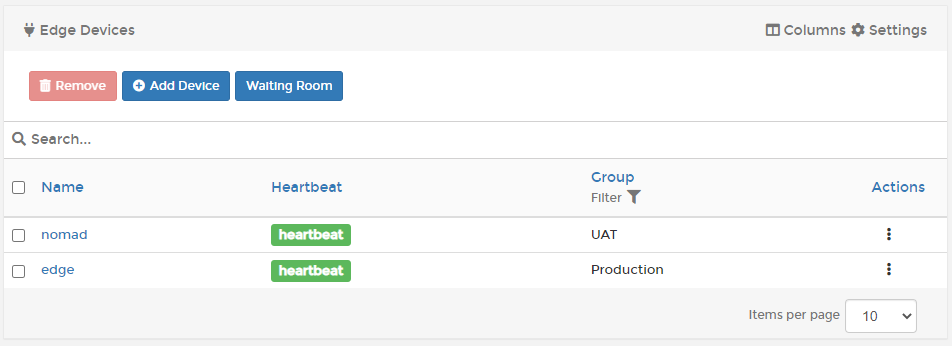 Edge Devices Columns Settings
Remove Add Device Waiting Room
Search...
Name Heartbeat Group Actions
Filter
nomad heartbeat UAT
edge heartbeat Production
Items per page 10